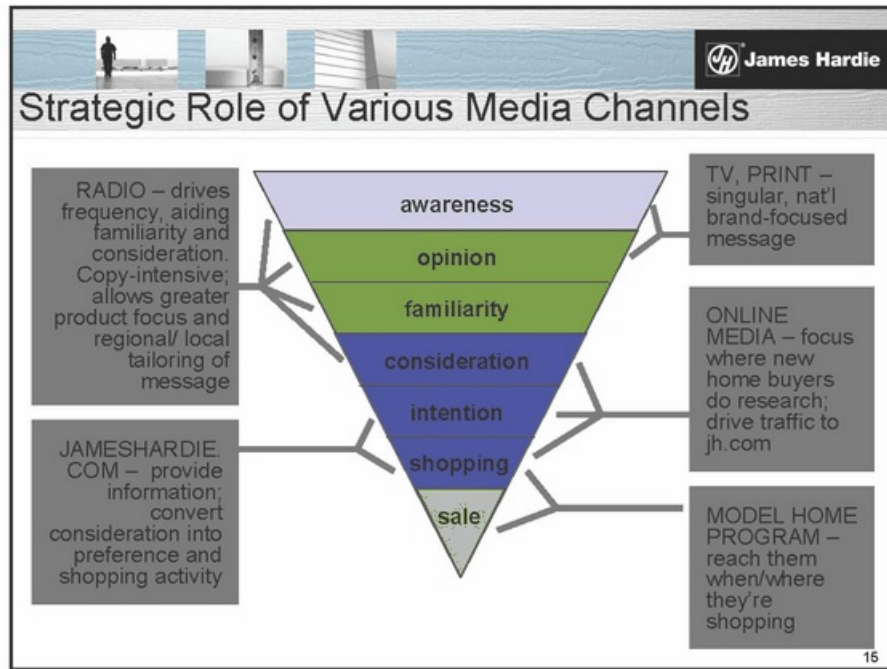 JH James Hardie
Strategic Role of Various Media Channels
RADIO – drives
frequency, aiding
familiarity and
consideration.
Copy-intensive;
allows greater
product focus and
regional/ local
tailoring of
message
JAMESHARDIE.
COM – provide
information;
convert
consideration into
preference and
shopping activity
awareness
opinion
familiarity
consideration
intention
shopping
sale
TV, PRINT –
singular, nat'l
brand-focused
message
ONLINE
MEDIA – focus
where new
home buyers
do research;
drive traffic to
jh.com
MODEL HOME
PROGRAM –
reach them
when/where
they're
shopping
15